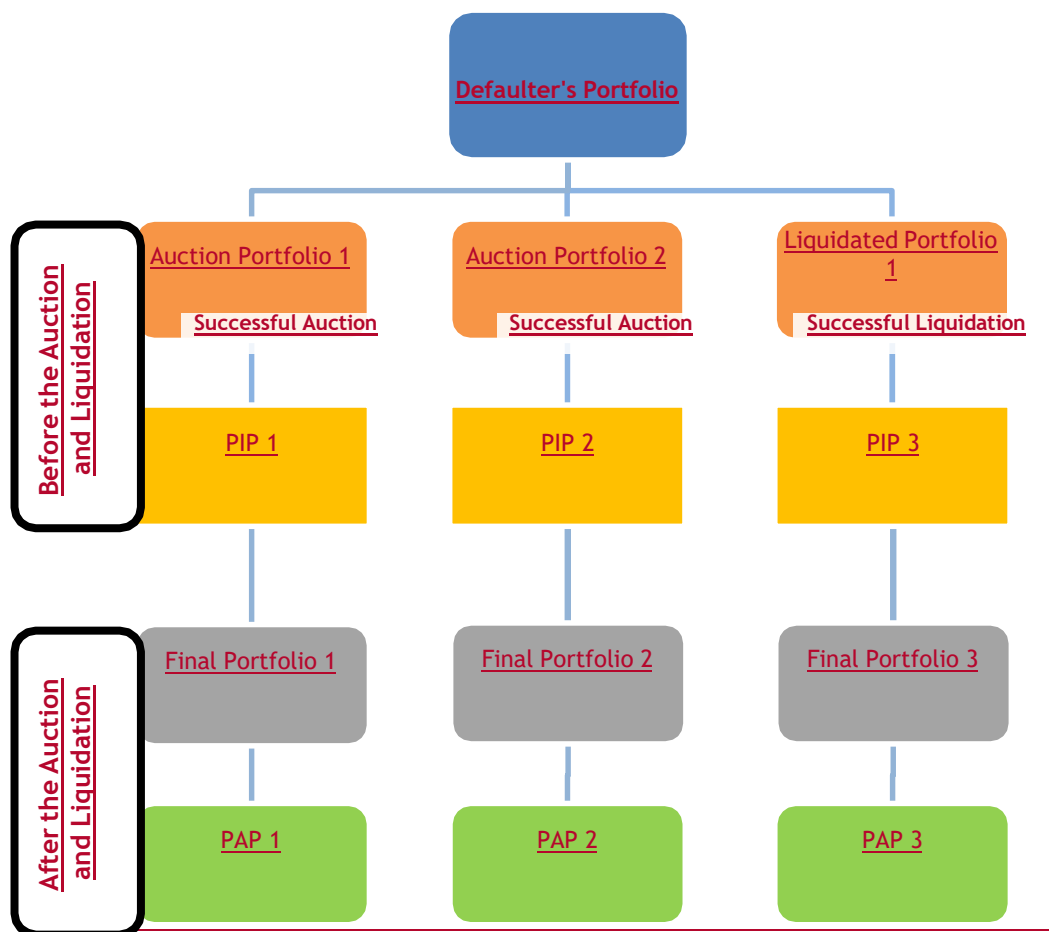 Defaulter's Portfolio
Before the Auction
and Liquidation
Auction Portfolio 1
Auction Portfolio 2
Liquidated Portfolio
1
Successful Auction
Successful Auction
Successful Liquidation
PIP 1
PIP 2
PIP 3
After the Auction
and Liquidation
Final Portfolio 1
Final Portfolio 2
Final Portfolio 3
PAP 1
PAP 2
PAP 3